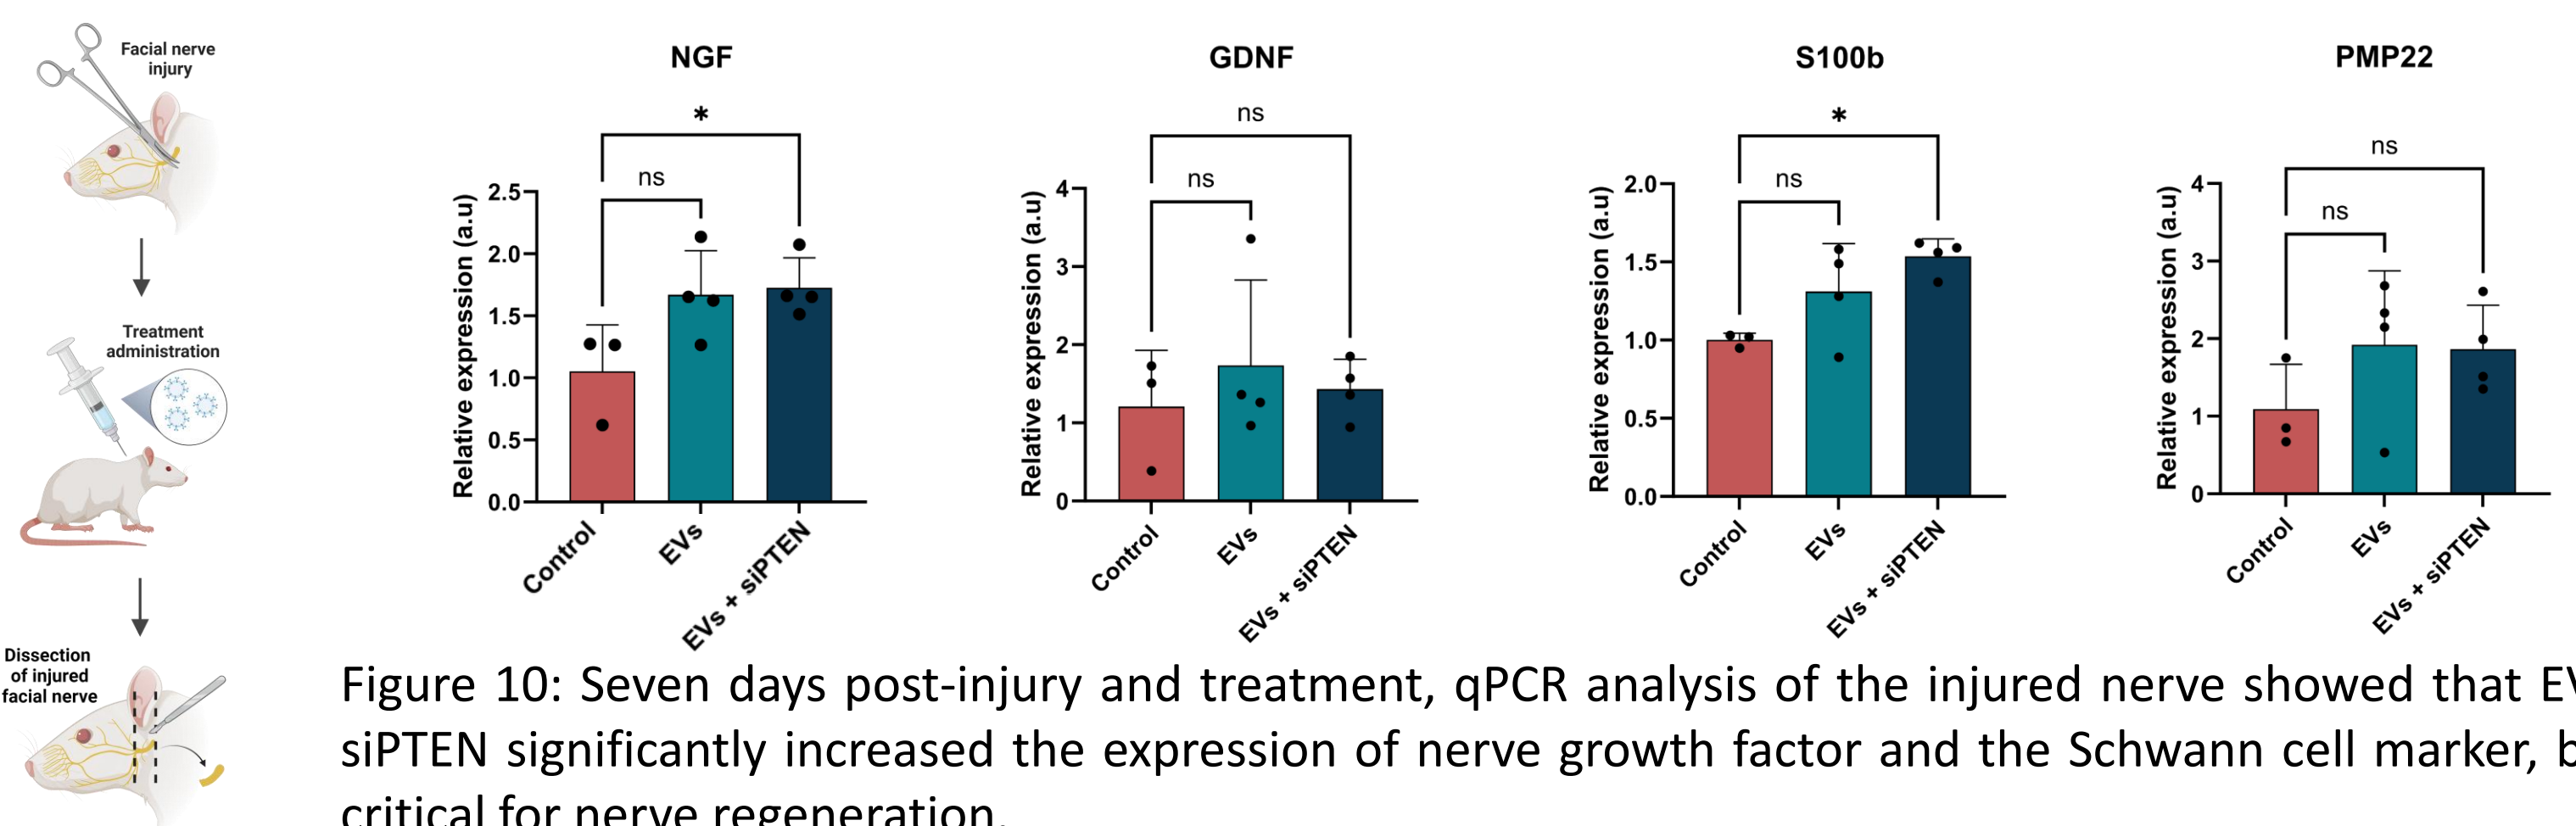 Facial nerve
injury
Treatment
administration
Dissection
of injured
facial nerve
NGF
*
ns
Relative expression (a.u)
2.5
2.0
1.5
1.0
0.5
0.0
Control
EVs
EVs + siPTEN
GDNF
ns
ns
Relative expression (a.u)
4
3
2
1
0
Control
EVs
EVs + siPTEN
S100b
*
ns
Relative expression (a.u)
2.0
1.5
1.0
0.5
0.0
Control
EVs
EVs + siPTEN
PMP22
ns
ns
Relative expression (a.u)
4
3
2
1
0
Control
EVs
EVs + siPTEN
Figure 10: Seven days post-injury and treatment, qPCR analysis of the injured nerve showed that
siPTEN significantly increased the expression of nerve growth factor and the Schwann cell marker,
critical for nerve regeneration.